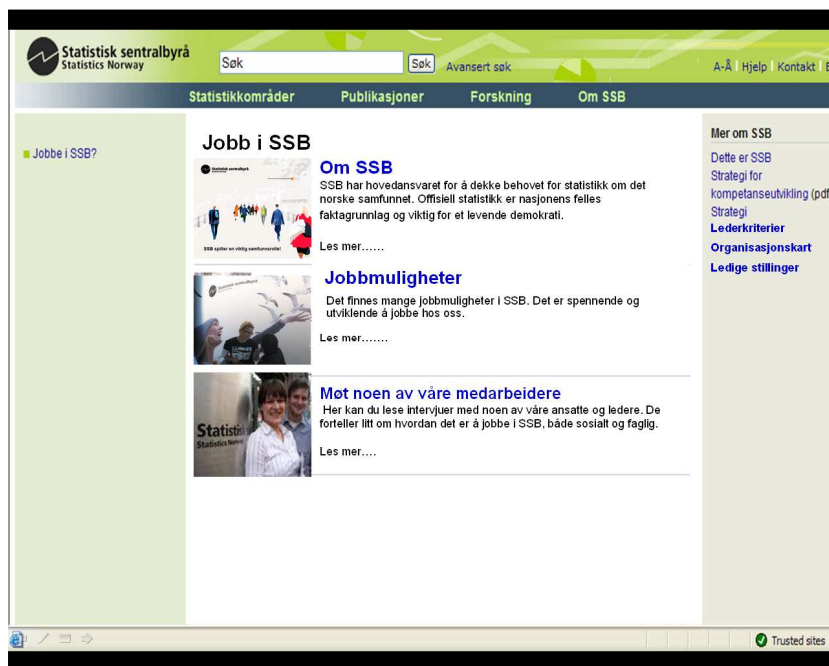 Statistisk sentralbyrå
Statistics Norway
Søk
Søk
Avansert søk
A-Å Hjelp Kontakt E
Statistikkområder Publikasjoner Forskning Om SSB
Jobbe i SSB?
Jobb i SSB
Statistisk sentralbyrå
SSB spiller en viktig samfunnsrolle!
Om SSB
SSB har hovedansvaret for å dekke behovet for statistikk om det
norske samfunnet. Offisiell statistikk er nasjonens felles
faktagrunnlag og viktig for et levende demokrati.
Les mer......
Statistisk sentralbyrå
Jobbmuligheter
Det finnes mange jobbmuligheter i SSB. Det er spennende og
utviklende å jobbe hos oss.
Les mer.......
Statistis
Statistics Norway
Møt noen av våre medarbeidere
Her kan du lese intervjuer med noen av våre ansatte og ledere. De
forteller litt om hvordan det er å jobbe i SSB, både sosialt og faglig.
Les mer....
Mer om SSB
Dette er SSB
Strategi for
kompetanseutvikling (pdf
Strategi
Lederkriterier
Organisasjonskart
Ledige stillinger
Trusted sites